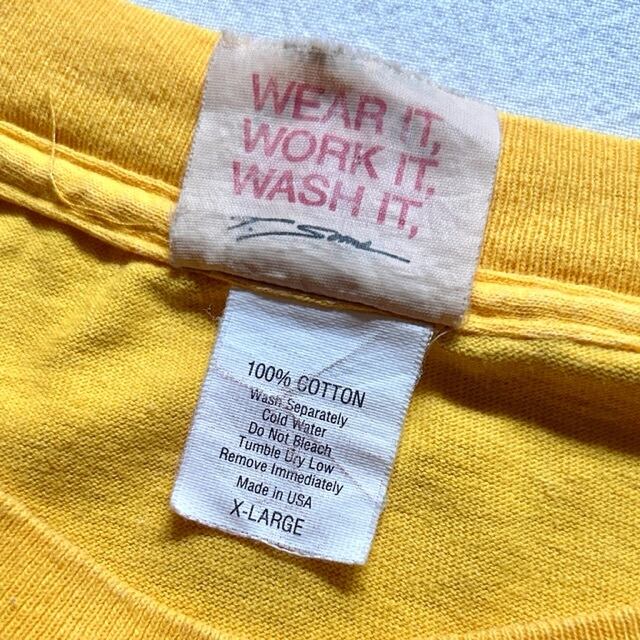 WEAR IT,
WORK IT,
WASH IT,
100% COTTON
Wash Separately
Cold Water
Do Not Bleach
Tumble Dry Low
Remove Immediately
Made in USA
X-LARGE